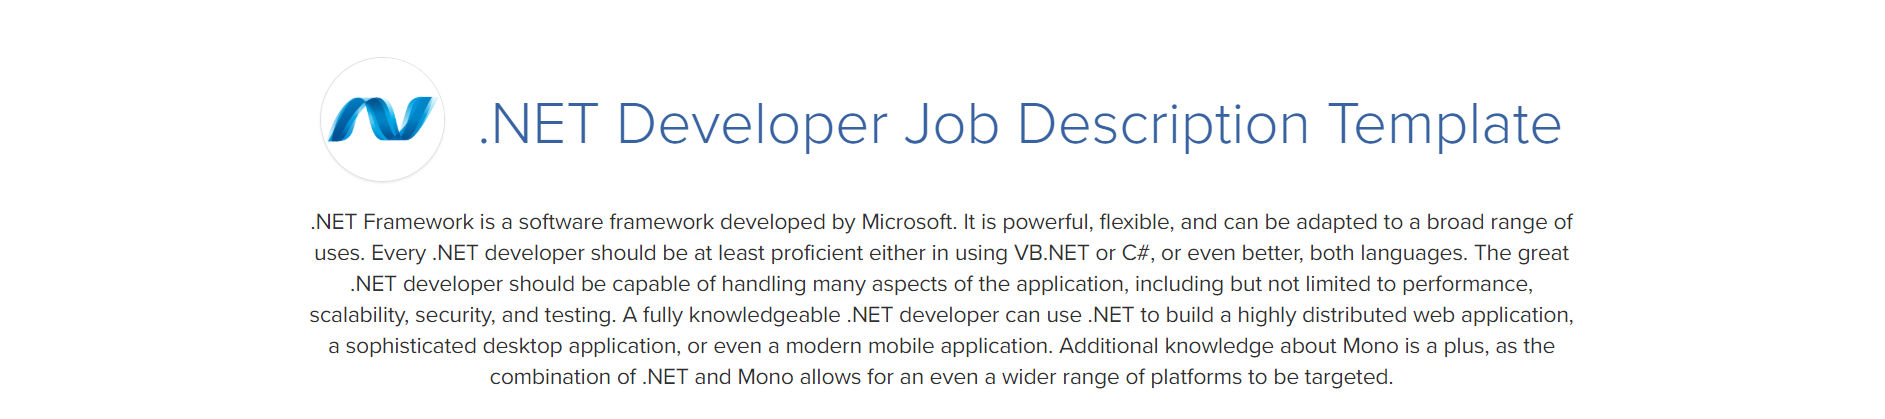 .NET Developer Job Description Template
.NET Framework is a software framework developed by Microsoft. It is powerful, flexible, and can be adapted to a broad range of
uses. Every .NET developer should be at least proficient either in using VB.NET or C#, or even better, both languages. The great
.NET developer should be capable of handling many aspects of the application, including but not limited to performance,
scalability, security, and testing. A fully knowledgeable .NET developer can use .NET to build a highly distributed web application,
a sophisticated desktop application, or even a modern mobile application. Additional knowledge about Mono is a plus, as the
combination of .NET and Mono allows for an even a wider range of platforms to be targeted.